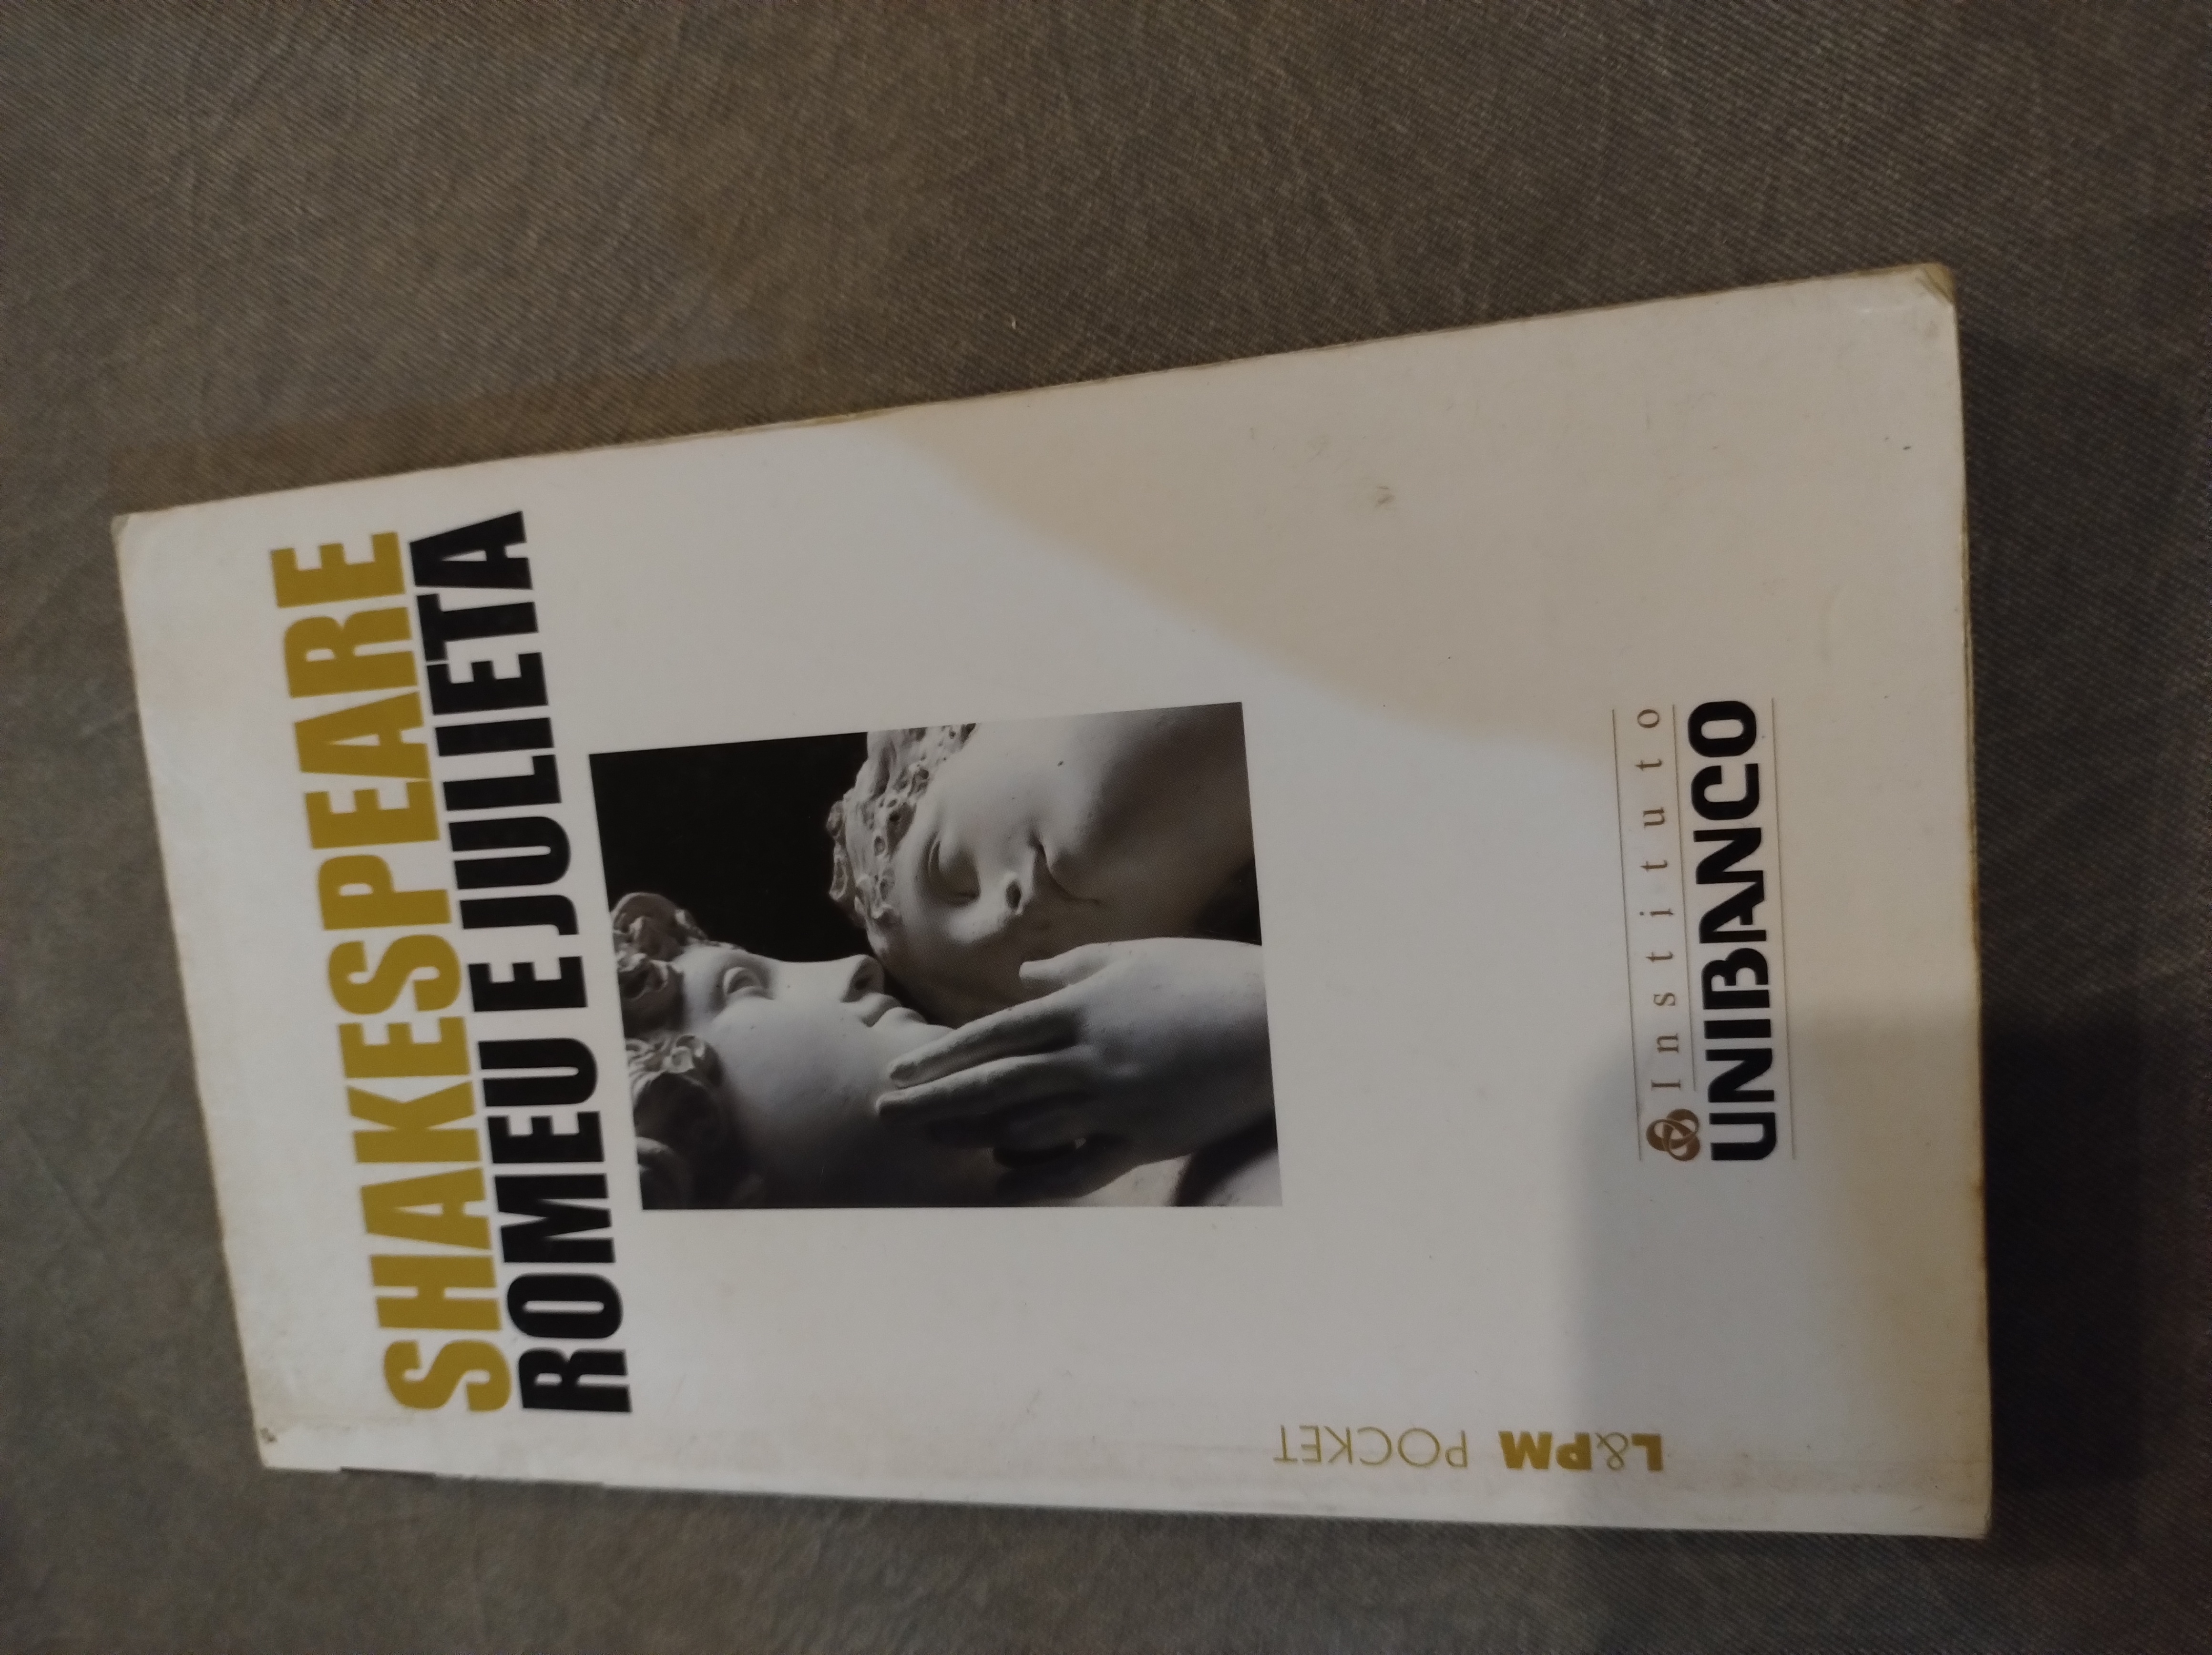 SHAKESPEARE
ROMEU E JULIETA
L&PM POCKET
Instituto
UNIBANCO